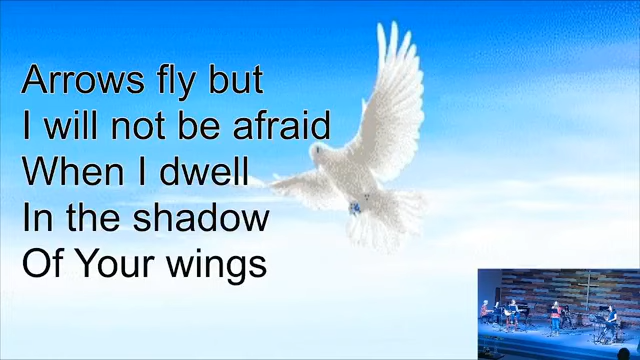 Arrows fly but
I will not be afraid
When I dwell
In the shadow
Of Your wings